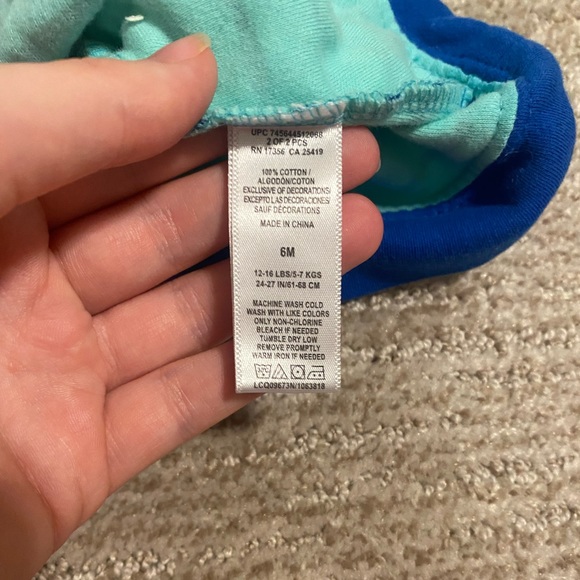 UPC 745644512068
2 OF 2 PCS
RN 17356 CA 25419
100% COTTON /
ALGODÓN/COTON
EXCLUSIVE OF DECORATIONS/
EXCEPTO LAS DECORACIONES/
SAUF DÉCORATIONS
MADE IN CHINA
6M
12-16 LBS/5-7 KGS
24-27 IN/61-68 CM
MACHINE WASH COLD
WASH WITH LIKE COLORS
ONLY NON-CHLORINE
BLEACH IF NEEDED
TUMBLE DRY LOW
REMOVE PROMPTLY
WARM IRON IF NEEDED
LCQ09673N/1063818